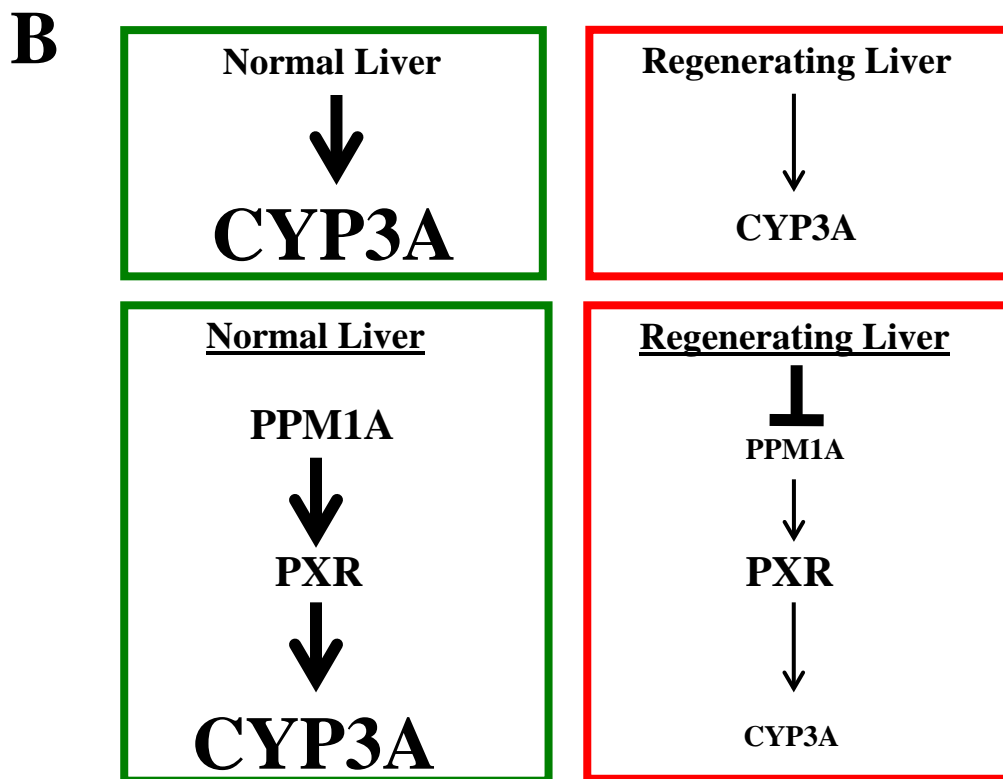 B
Normal Liver
CYP3A
Regenerating Liver
CYP3A
Normal Liver
PPM1A
PXR
CYP3A
Regenerating Liver
PPM1A
PXR
CYP3A